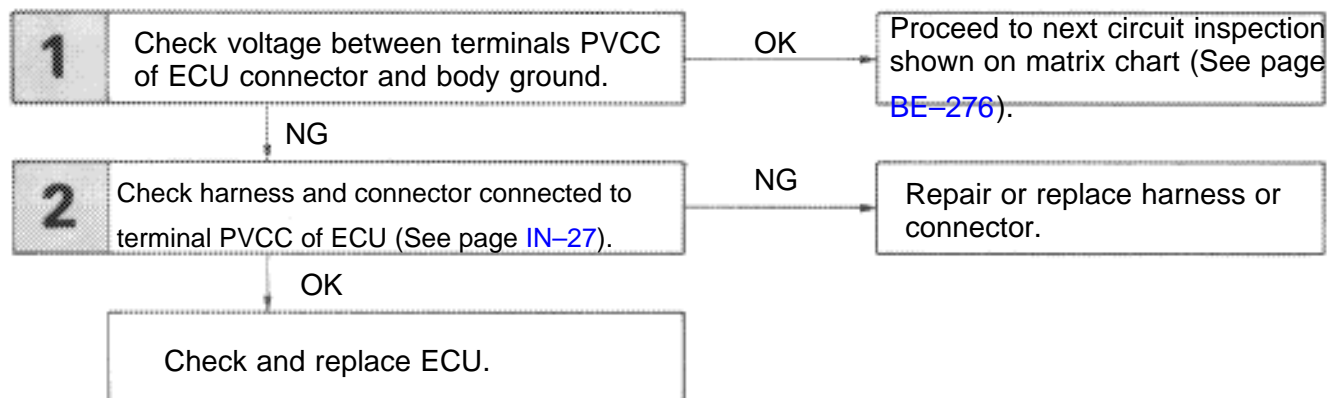 1
Check voltage between terminals PVCC
of ECU connector and body ground.
OK
Proceed to next circuit inspection
shown on matrix chart (See page
BE–276).
NG
2
Check harness and connector connected to
terminal PVCC of ECU (See page IN–27).
NG
Repair or replace harness or
connector.
OK
Check and replace ECU.